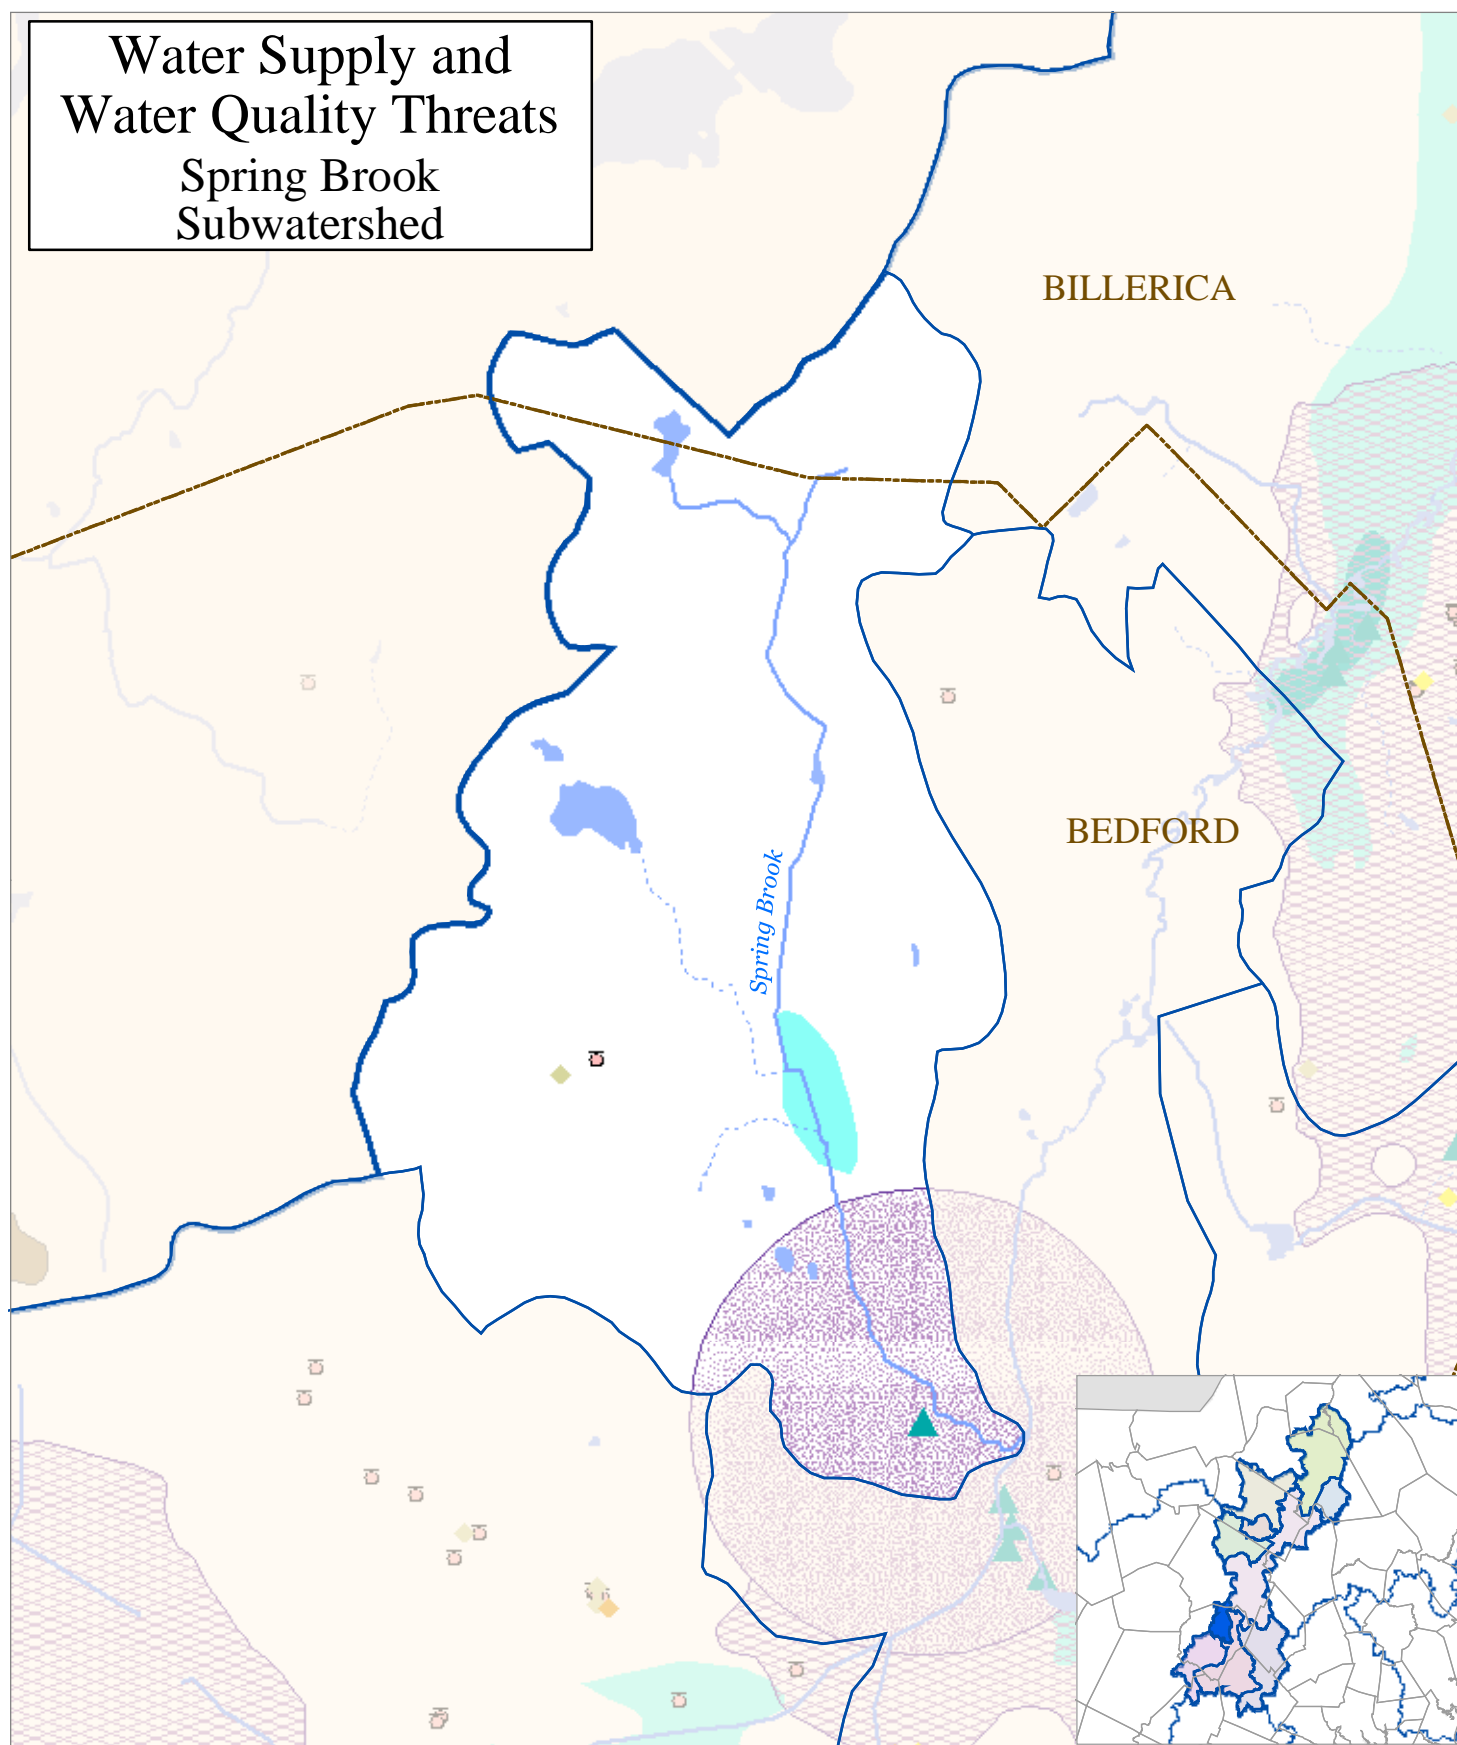 Water Supply and
Water Quality Threats
Spring Brook
Subwatershed
BILLERICA
BEDFORD
Spring Brook